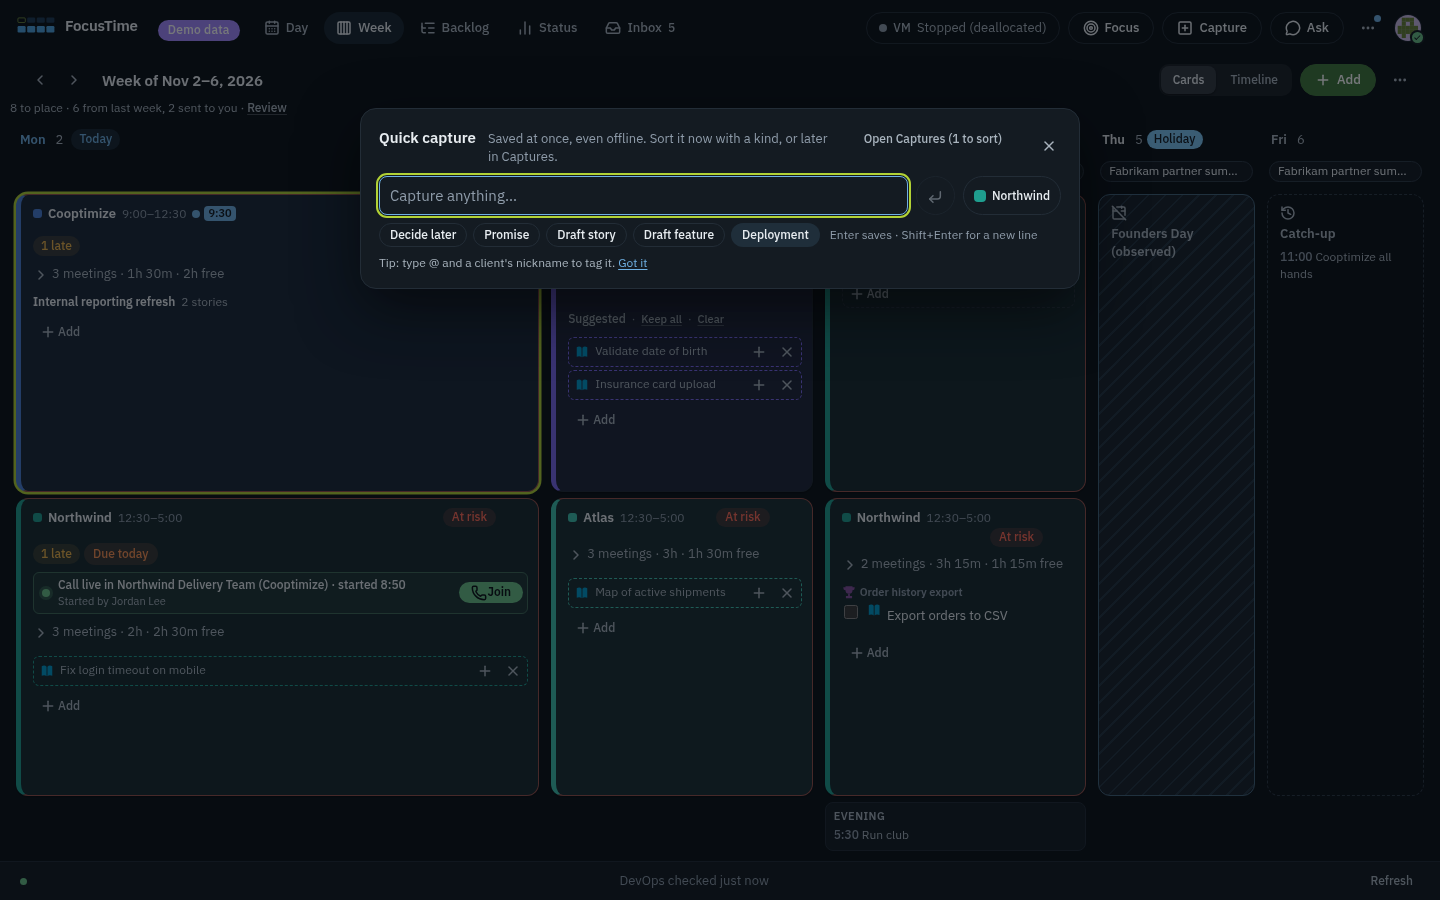 FocusTime
Demo data
Day
Week
Backlog
Status
Inbox 5
VM Stopped (deallocated)
Focus
Capture
Ask
Week of Nov 2–6, 2026
Cards
Timeline
Add
8 to place · 6 from last week, 2 sent to you · Review
Mon 2 Today
Thu 5 Holiday
Fri 6
Quick capture
Saved at once, even offline. Sort it now with a kind, or later
in Captures.
Open Captures (1 to sort)
Capture anything...
Northwind
Decide later
Promise
Draft story
Draft feature
Deployment
Enter saves · Shift+Enter for a new line
Tip: type @ and a client's nickname to tag it. Got it
Fabrikam partner sum...
Fabrikam partner sum...
Cooptimize 9:00–12:30 9:30
1 late
3 meetings · 1h 30m · 2h free
Internal reporting refresh 2 stories
Add
Suggested · Keep all · Clear
Validate date of birth
Insurance card upload
Add
Add
Founders Day
(observed)
Catch-up
11:00 Cooptimize all
hands
Northwind 12:30–5:00
At risk
1 late
Due today
Call live in Northwind Delivery Team (Cooptimize) · started 8:50
Started by Jordan Lee
Join
3 meetings · 2h · 2h 30m free
Fix login timeout on mobile
Add
Atlas 12:30–5:00
At risk
3 meetings · 3h · 1h 30m free
Map of active shipments
Add
Northwind 12:30–5:00
At risk
2 meetings · 3h 15m · 1h 15m free
Order history export
Export orders to CSV
Add
EVENING
5:30 Run club
DevOps checked just now
Refresh